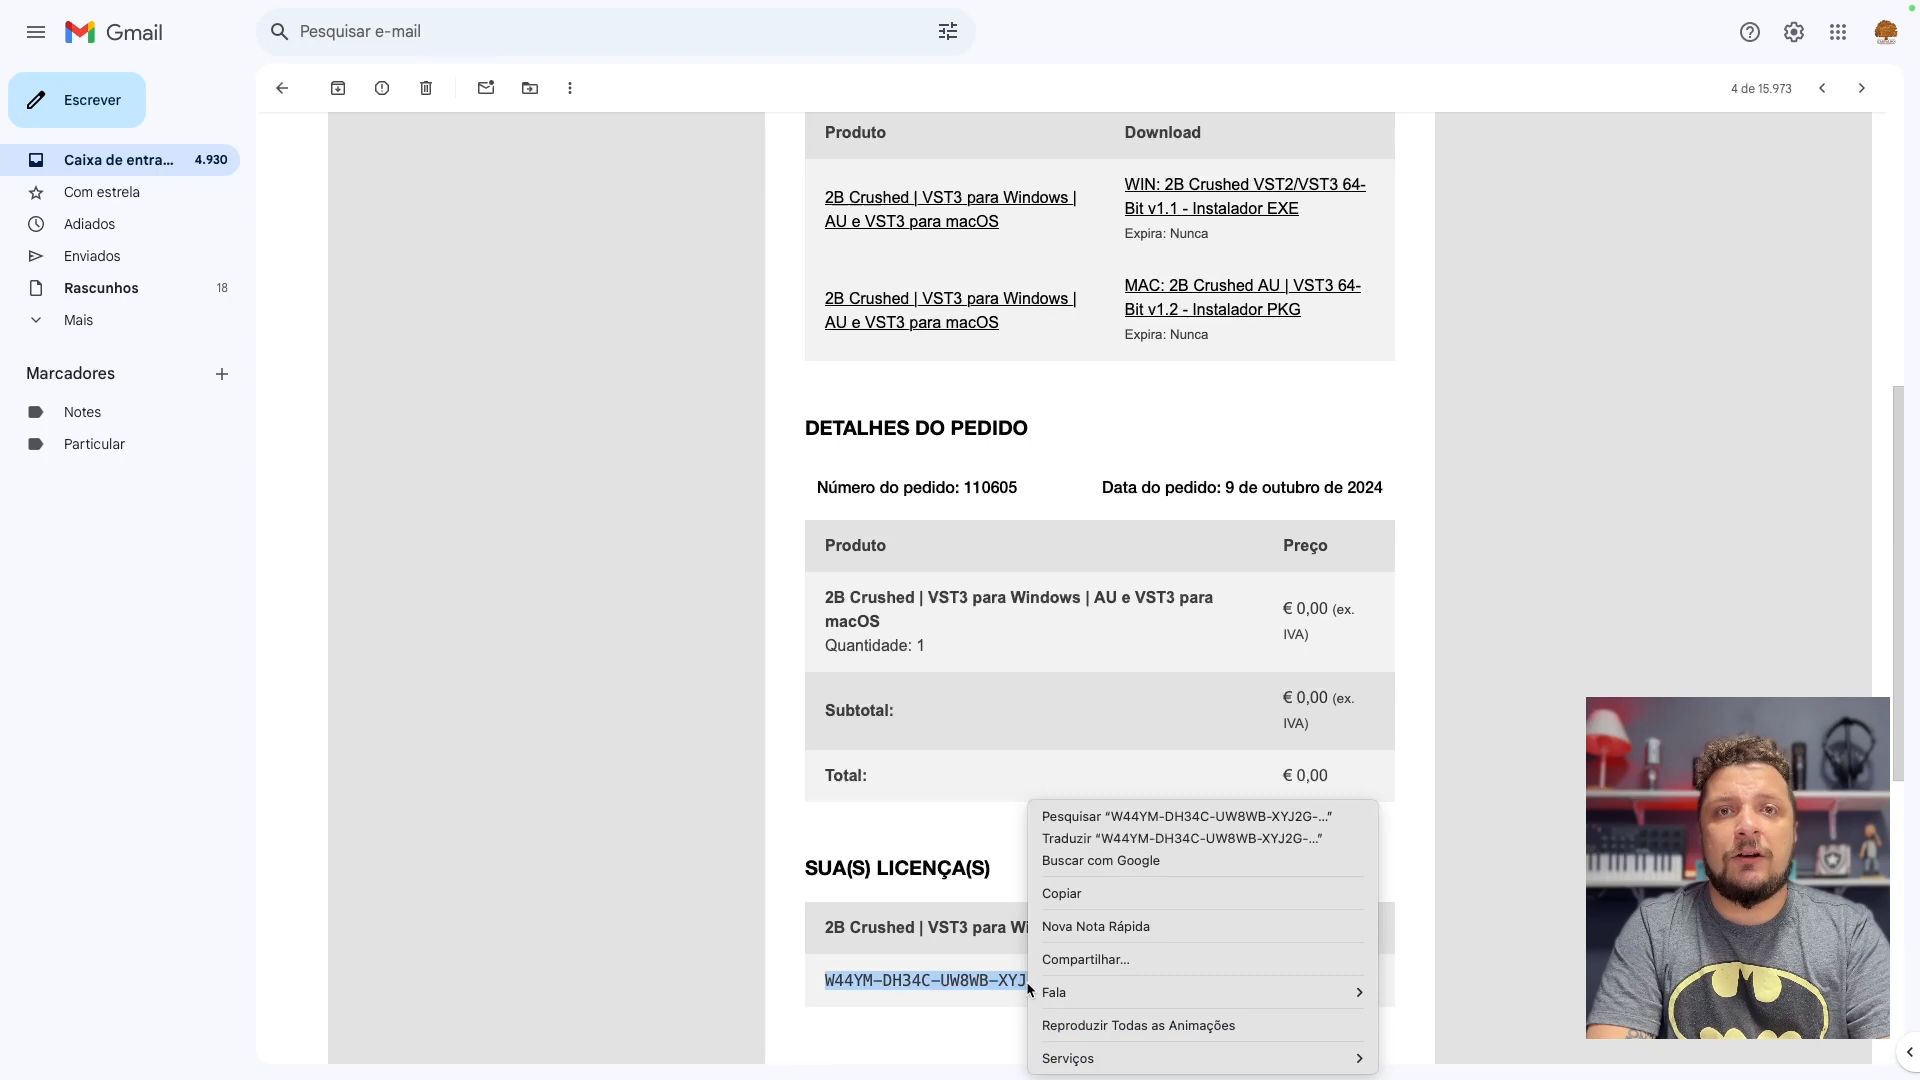 Gmail
Pesquisar e-mail
Escrever
4 de 15.973
Caixa de entra... 4.930
Com estrela
Adiados
Enviados
Rascunhos 18
Mais
Marcadores
Notes
Particular
Produto Download
2B Crushed | VST3 para Windows |
AU e VST3 para macOS
WIN: 2B Crushed VST2/VST3 64-
Bit v1.1 - Instalador EXE
Expira: Nunca
2B Crushed | VST3 para Windows |
AU e VST3 para macOS
MAC: 2B Crushed AU | VST3 64-
Bit v1.2 - Instalador PKG
Expira: Nunca
DETALHES DO PEDIDO
Número do pedido: 110605 Data do pedido: 9 de outubro de 2024
Produto Preço
2B Crushed | VST3 para Windows | AU e VST3 para
macOS
Quantidade: 1
€ 0,00 (ex.
IVA)
Subtotal:
€ 0,00 (ex.
IVA)
Total: € 0,00
SUA(S) LICENÇA(S)
2B Crushed | VST3 para Wi
W44YM-DH34C-UW8WB-XYJ
Pesquisar “W44YM-DH34C-UW8WB-XYJ2G-...”
Traduzir “W44YM-DH34C-UW8WB-XYJ2G-...”
Buscar com Google
Copiar
Nova Nota Rápida
Compartilhar...
Fala
Reproduzir Todas as Animações
Serviços